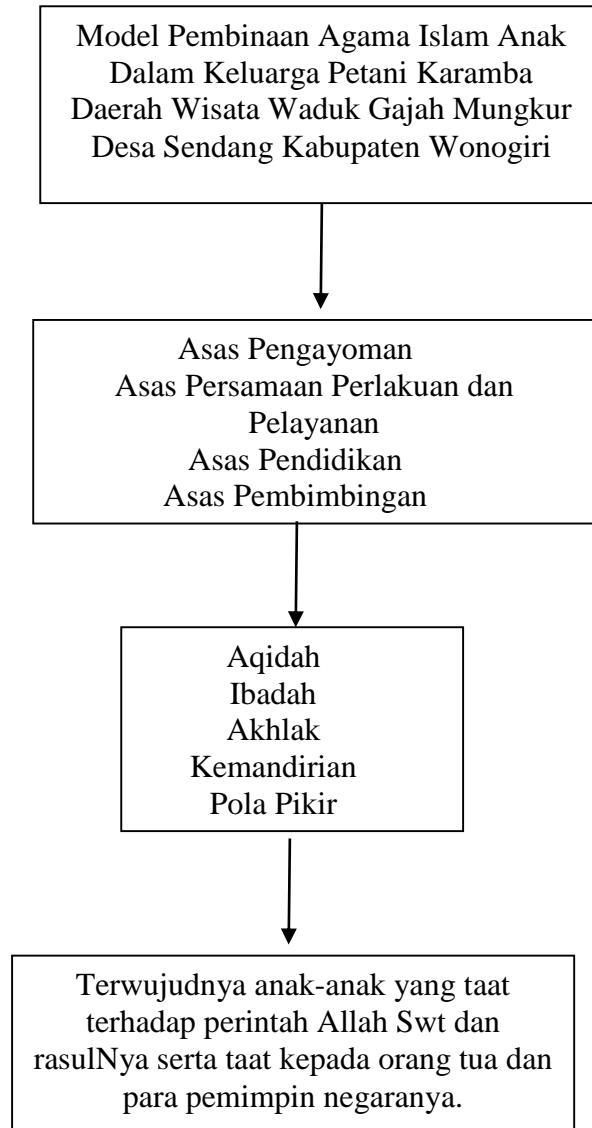 Model Pembinaan Agama Islam Anak
Dalam Keluarga Petani Karamba
Daerah Wisata Waduk Gajah Mungkur
Desa Sendang Kabupaten Wonogiri
Asas Pengayoman
Asas Persamaan Perlakuan dan
Pelayanan
Asas Pendidikan
Asas Pembimbingan
Aqidah
Ibadah
Akhlak
Kemandirian
Pola Pikir
Terwujudnya anak-anak yang taat
terhadap perintah Allah Swt dan
rasulNya serta taat kepada orang tua dan
para pemimpin negaranya.